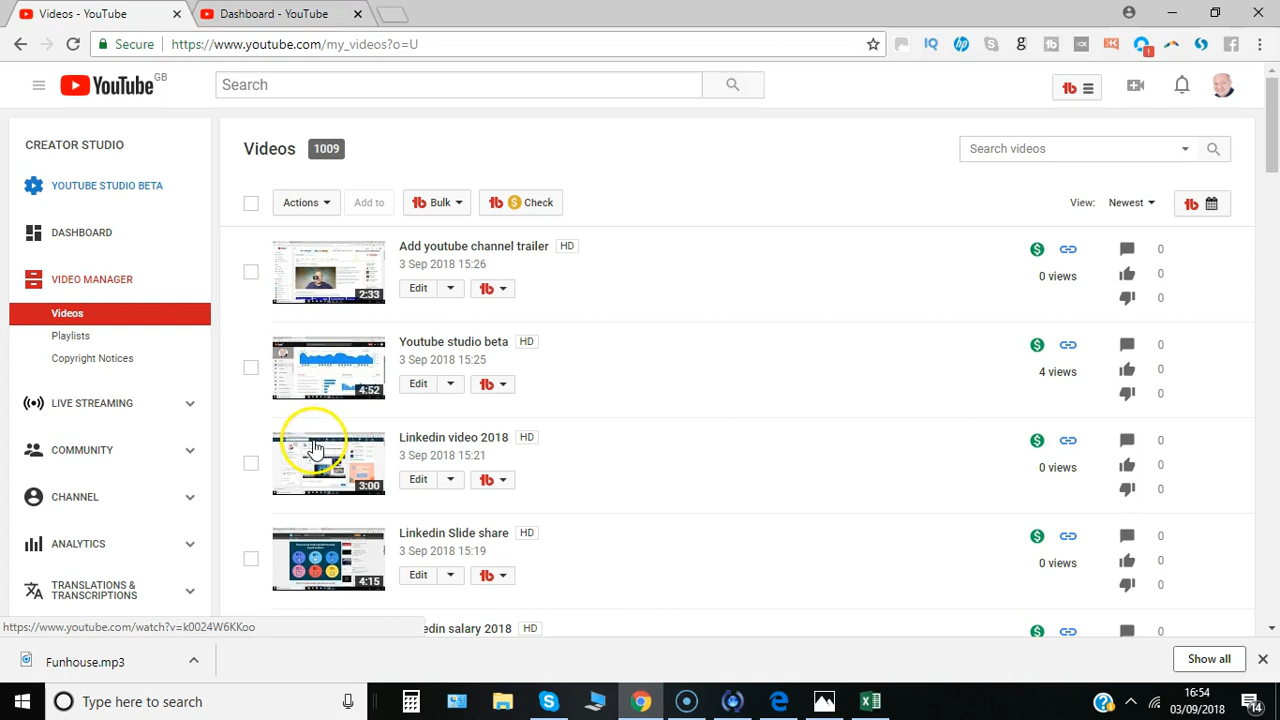 Videos - YouTube
Dashboard - YouTube
Secure
https://www.youtube.com/my_videos?o=U
YouTube GB
Search
CREATOR STUDIO
YOUTUBE STUDIO BETA
DASHBOARD
VIDEO MANAGER
Videos
Playlists
Copyright Notices
LIVE STREAMING
COMMUNITY
CHANNEL
ANALYTICS
TRANSLATIONS &
TRANSCRIPTIONS
Videos 1009
Search videos
Actions
Add to
Bulk
Check
View: Newest
2:33
Add youtube channel trailer HD
3 Sep 2018 15:26
Edit
0 views
0
0
0
4:52
Youtube studio beta HD
3 Sep 2018 15:25
Edit
4 views
0
0
0
3:00
Linkedin video 2018 HD
3 Sep 2018 15:21
Edit
0 views
0
0
0
4:15
Linkedin Slide share HD
3 Sep 2018 15:19
Edit
0 views
0
0
0
edin salary 2018 HD
0
https://www.youtube.com/watch?v=k0024W6KKoo
Funhouse.mp3
Show all
Type here to search
16:54
03/09/2018
14